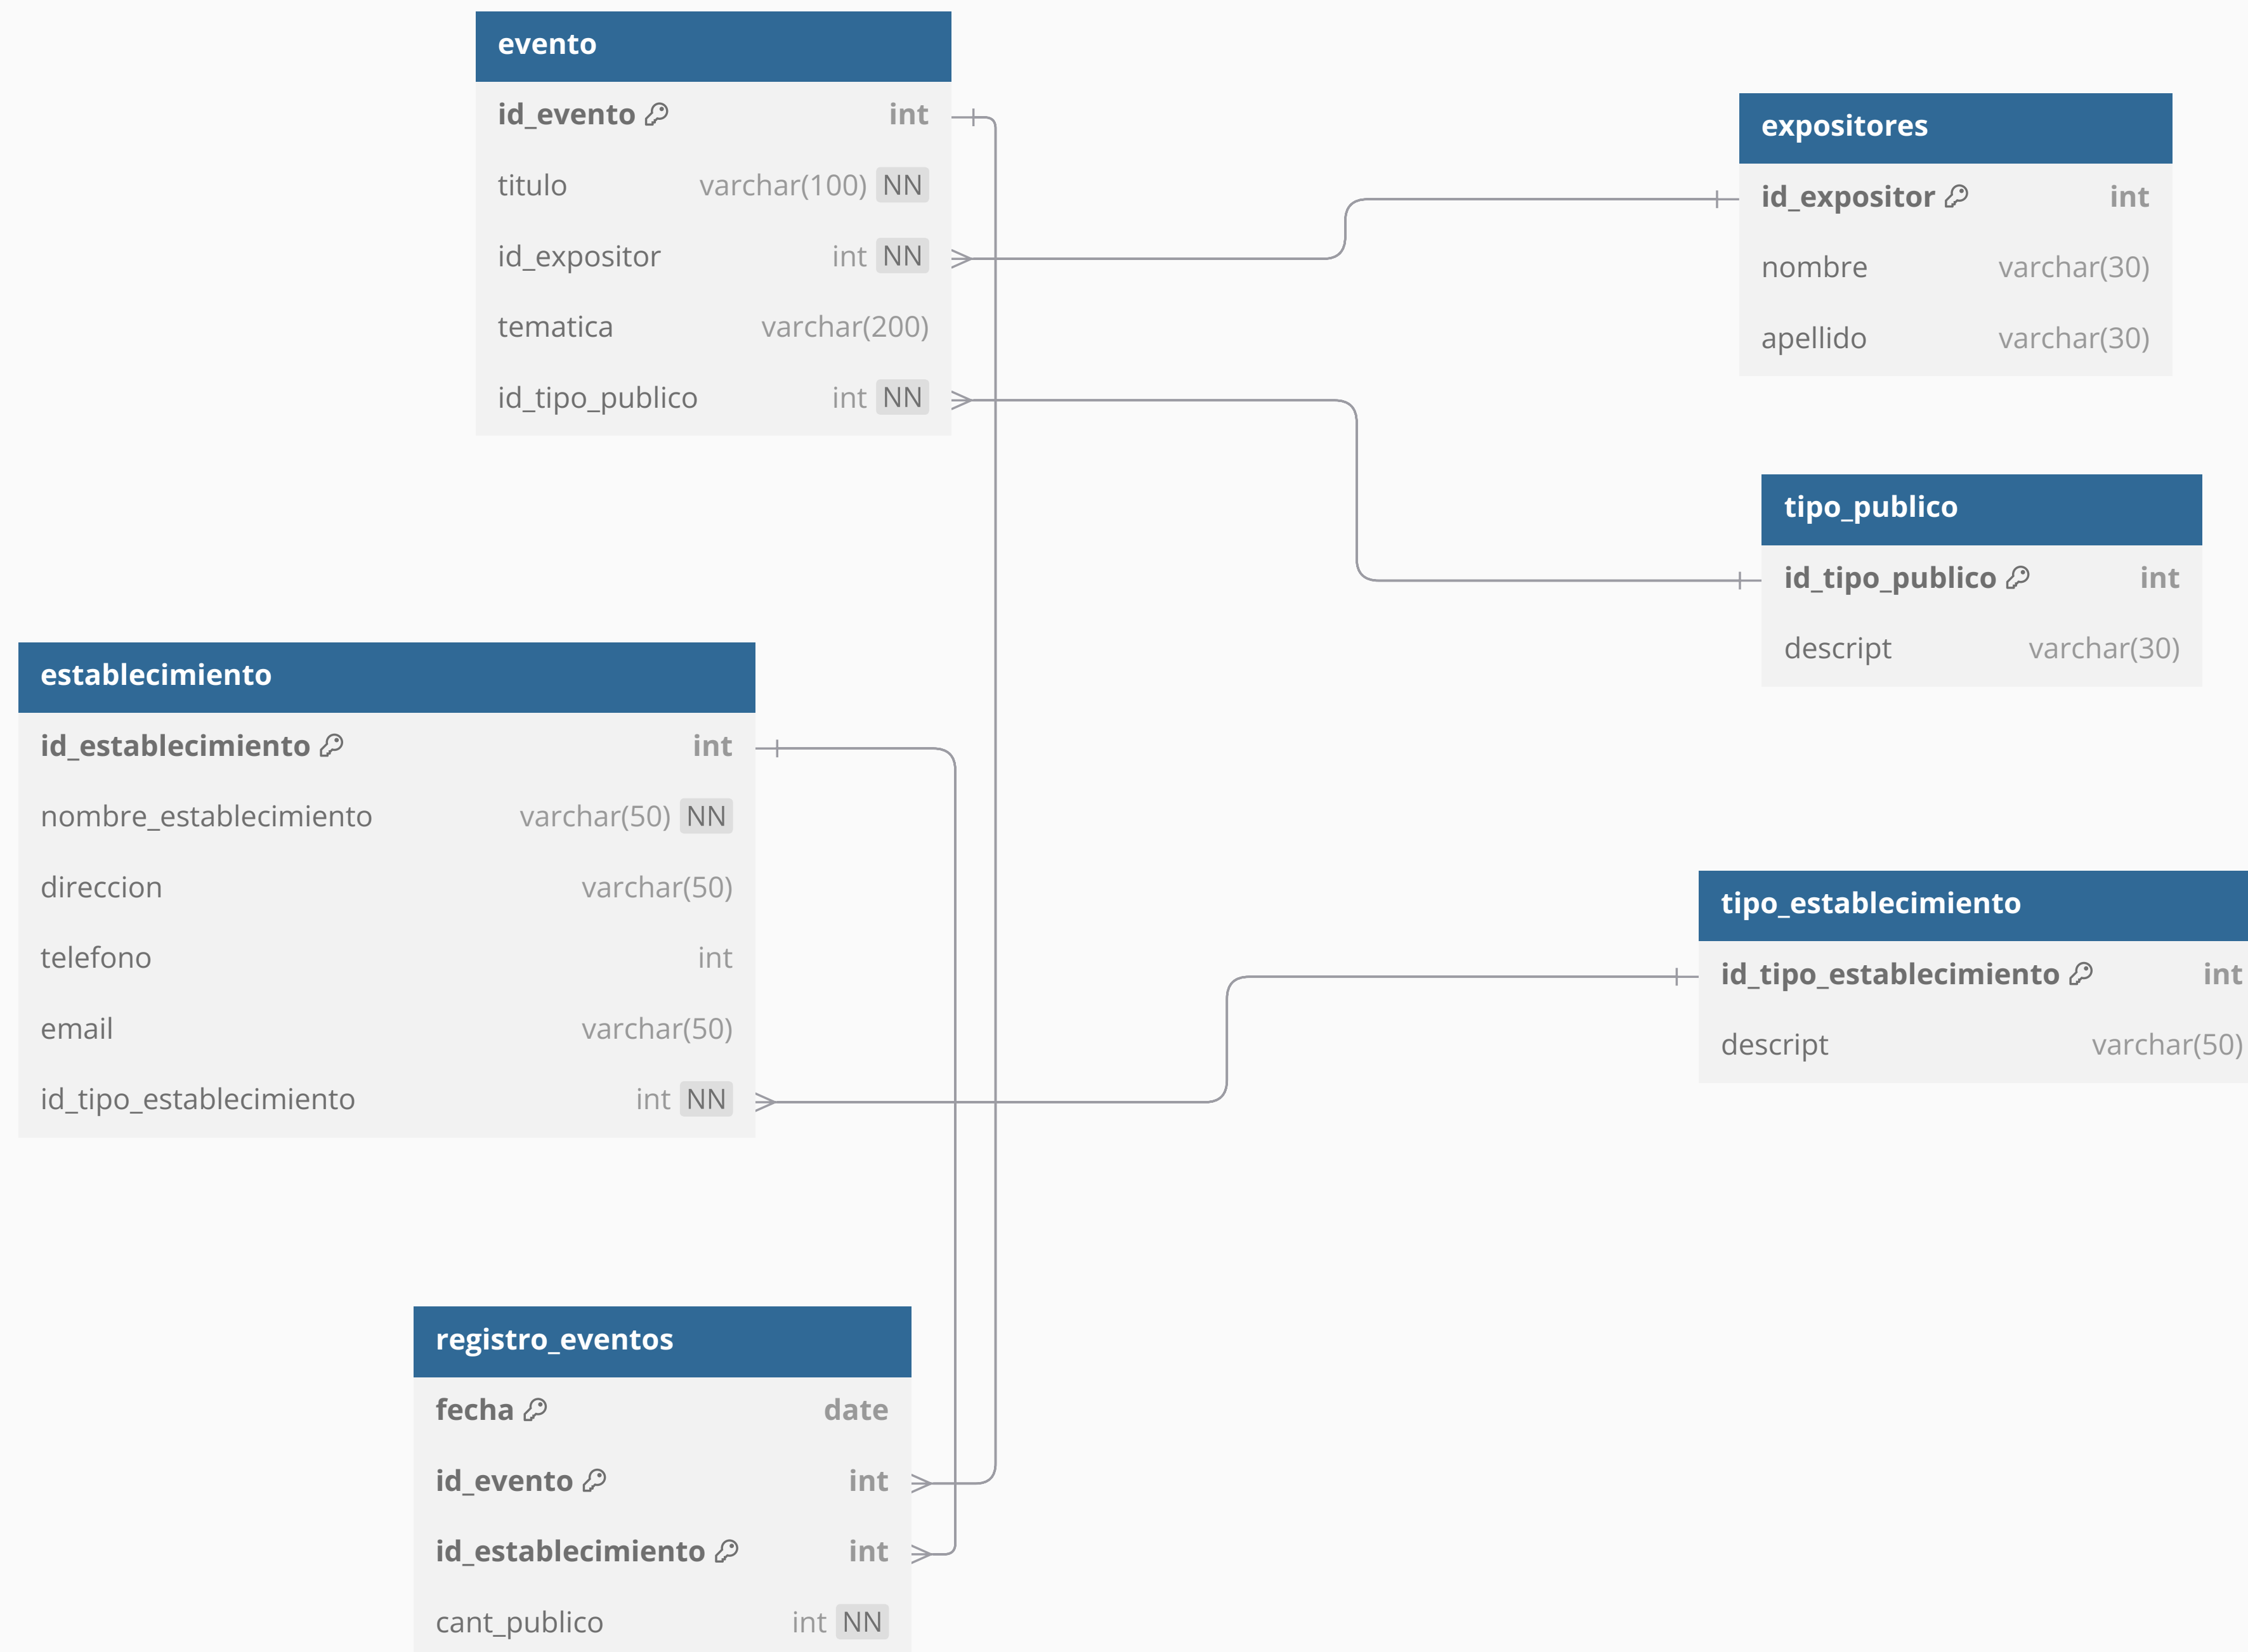 evento
id_evento int
titulo varchar(100) NN
id_expositor int NN
tematica varchar(200)
id_tipo_publico int NN
expositores
id_expositor int
nombre varchar(30)
apellido varchar(30)
tipo_publico
id_tipo_publico int
descript varchar(30)
establecimiento
id_establecimiento int
nombre_establecimiento varchar(50) NN
direccion varchar(50)
telefono int
email varchar(50)
id_tipo_establecimiento int NN
tipo_establecimiento
id_tipo_establecimiento int
descript varchar(50)
registro_eventos
fecha date
id_evento int
id_establecimiento int
cant_publico int NN